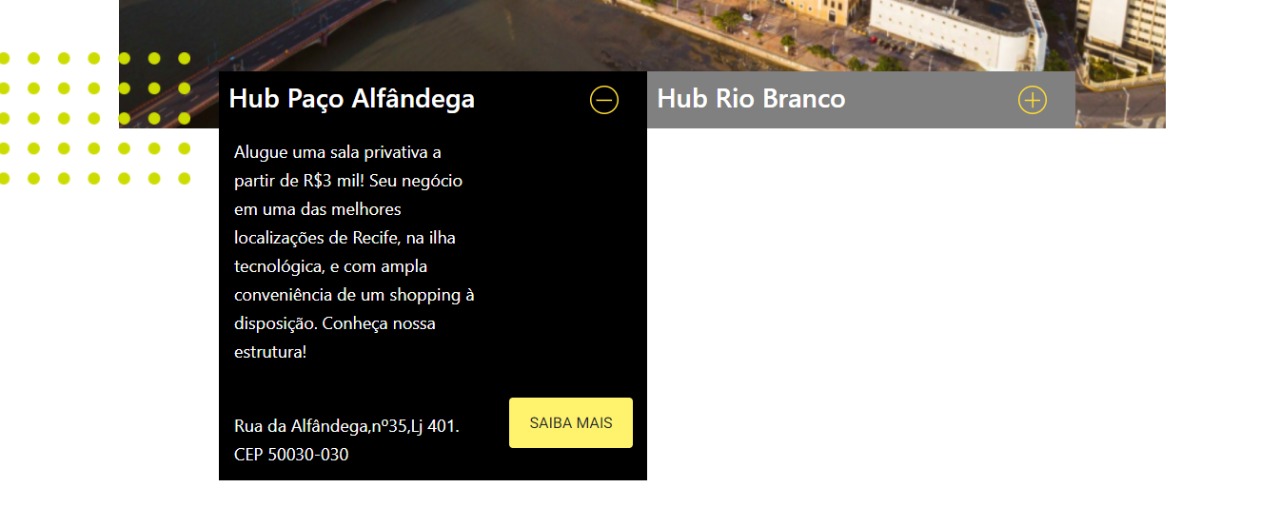 Hub Paço Alfândega
Hub Rio Branco
Alugue uma sala privativa a
partir de R$3 mil! Seu negócio
em uma das melhores
localizações de Recife, na ilha
tecnológica, e com ampla
conveniência de um shopping à
disposição. Conheça nossa
estrutura!
Rua da Alfândega,nº35,Lj 401.
CEP 50030-030
SAIBA MAIS